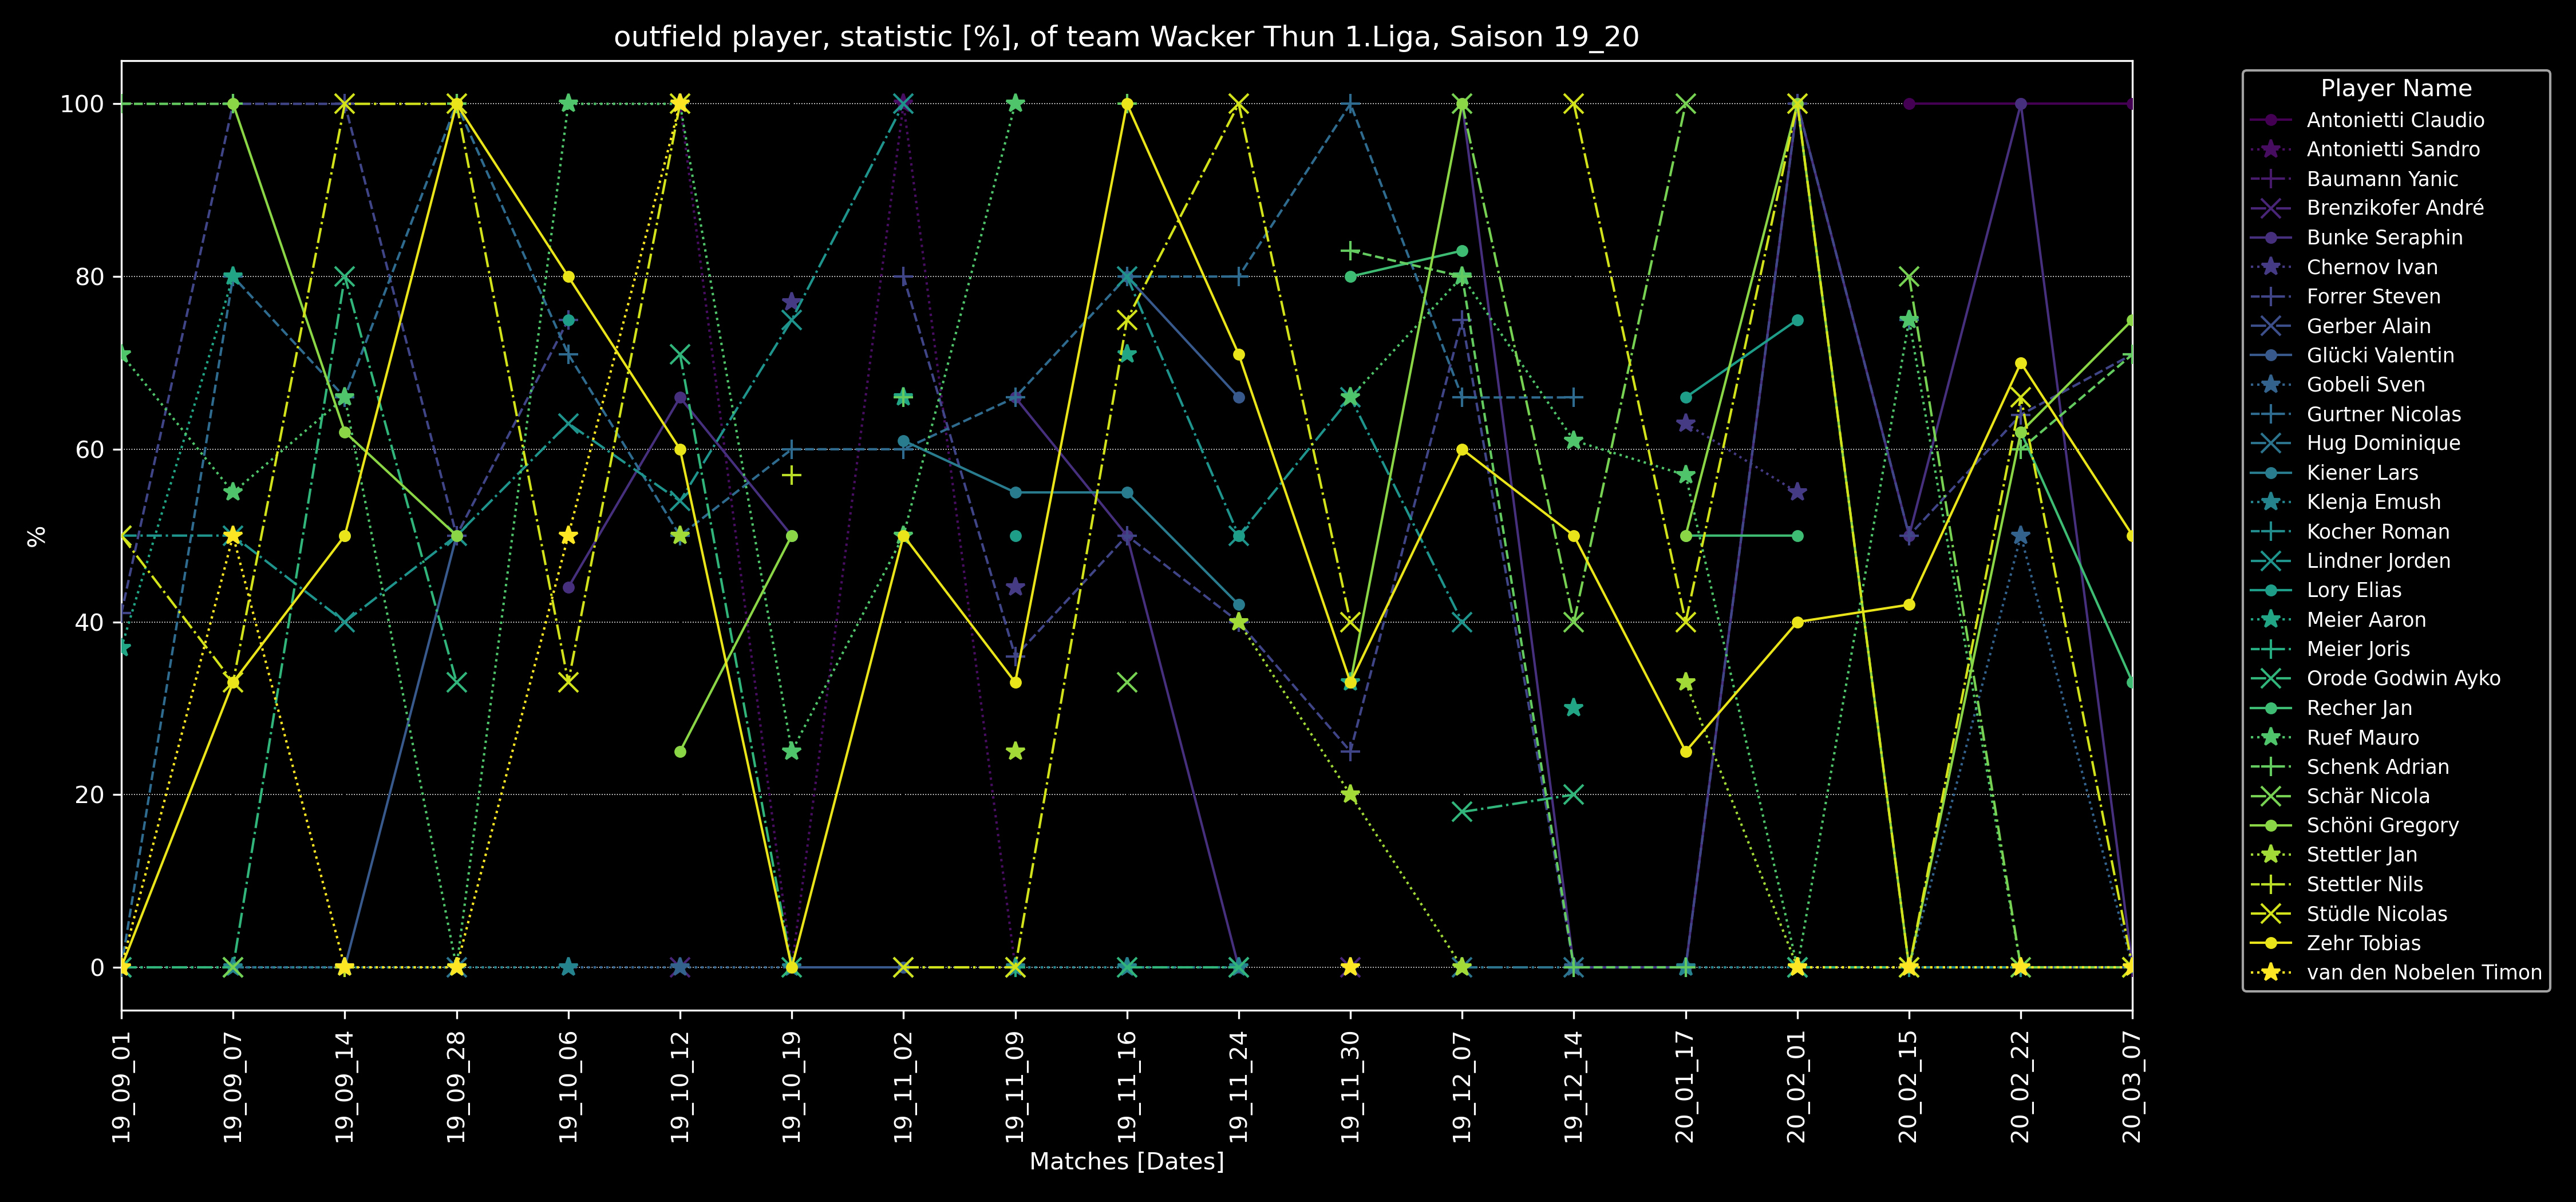 outfield player, statistic [%], of team Wacker Thun 1.Liga, Saison 19_20
%
100
80
60
40
20
0
19_09_01
19_09_07
19_09_14
19_09_28
19_10_06
19_10_12
19_10_19
19_11_02
19_11_09
19_11_16
19_11_24
19_11_30
19_12_07
19_12_14
20_01_17
20_02_01
20_02_15
20_02_22
20_03_07
Matches [Dates]
Player Name
Antonietti Claudio
Antonietti Sandro
Baumann Yanic
Brenzikofer André
Bunke Seraphin
Chernov Ivan
Forrer Steven
Gerber Alain
Glücki Valentin
Gobeli Sven
Gurtner Nicolas
Hug Dominique
Kiener Lars
Klenja Emush
Kocher Roman
Lindner Jorden
Lory Elias
Meier Aaron
Meier Joris
Orode Godwin Ayko
Recher Jan
Ruef Mauro
Schenk Adrian
Schär Nicola
Schöni Gregory
Stettler Jan
Stettler Nils
Stüdle Nicolas
Zehr Tobias
van den Nobelen Timon